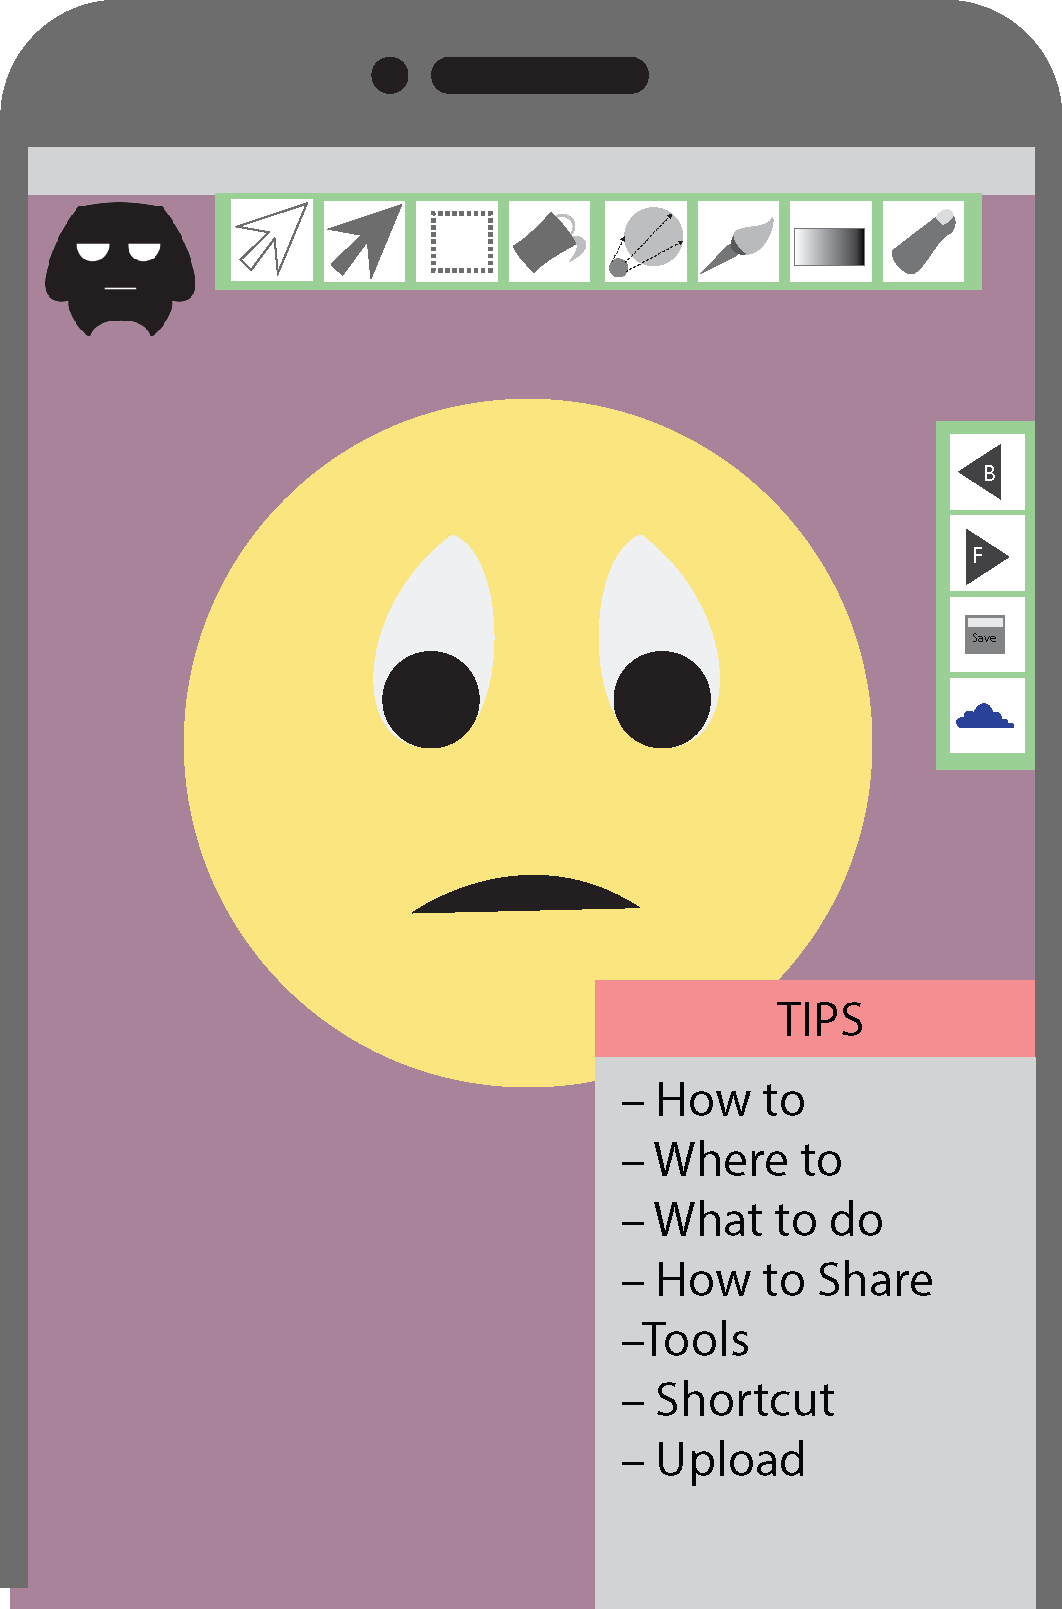 B
F
Save
TIPS
– How to
– Where to
– What to do
– How to Share
–Tools
– Shortcut
– Upload